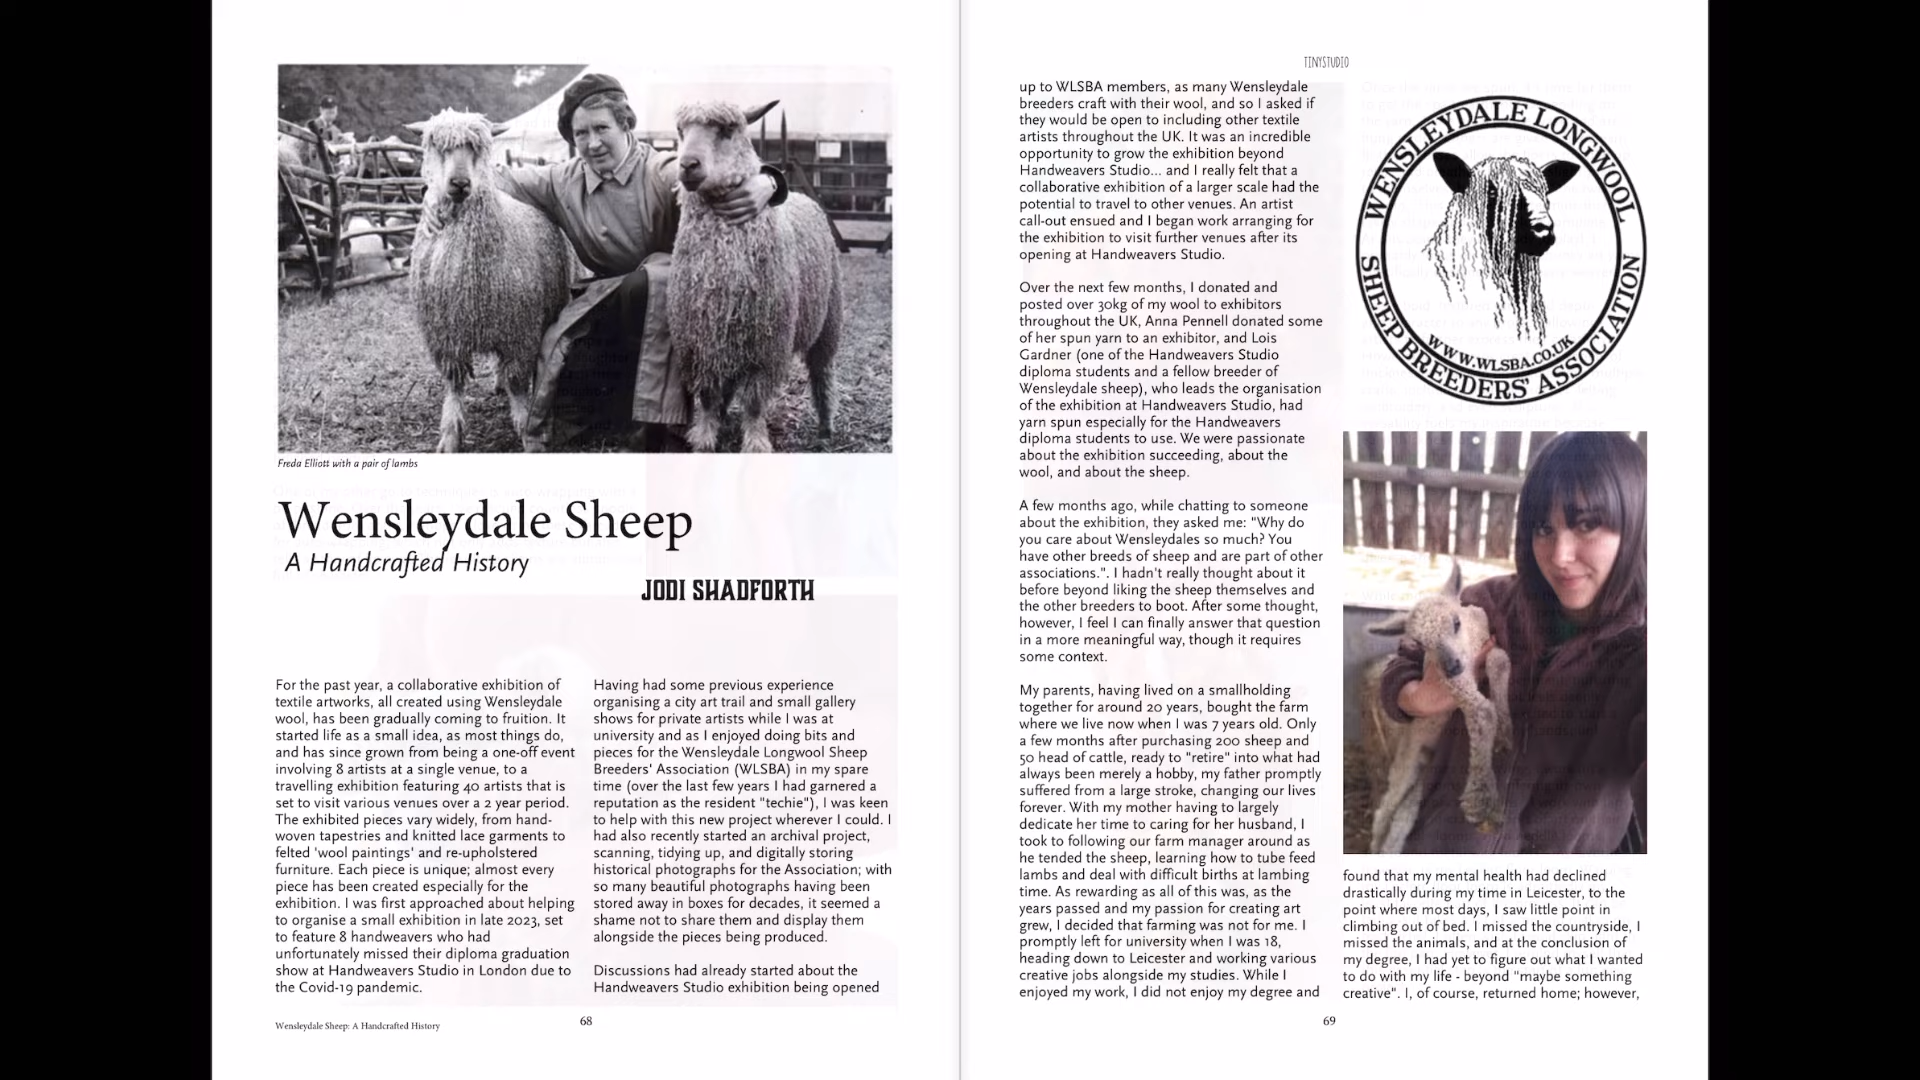 Freda Elliott with a pair of lambs
Wensleydale Sheep
A Handcrafted History
JODI SHADFORTH
For the past year, a collaborative exhibition of
textile artworks, all created using Wensleydale
wool, has been gradually coming to fruition. It
started life as a small idea, as most things do,
and has since grown from being a one-off event
involving 8 artists at a single venue, to a
travelling exhibition featuring 40 artists that is
set to visit various venues over a 2 year period.
The exhibited pieces vary widely, from hand-
woven tapestries and knitted lace garments to
felted 'wool paintings' and re-upholstered
furniture. Each piece is unique; almost every
piece has been created especially for the
exhibition. I was first approached about helping
to organise a small exhibition in late 2023, set
to feature 8 handweavers who had
unfortunately missed their diploma graduation
show at Handweavers Studio in London due to
the Covid-19 pandemic.
Having had some previous experience
organising a city art trail and small gallery
shows for private artists while I was at
university and as I enjoyed doing bits and
pieces for the Wensleydale Longwool Sheep
Breeders' Association (WLSBA) in my spare
time (over the last few years I had garnered a
reputation as the resident "techie"), I was keen
to help with this new project wherever I could. I
had also recently started an archival project,
scanning, tidying up, and digitally storing
historical photographs for the Association; with
so many beautiful photographs having been
stored away in boxes for decades, it seemed a
shame not to share them and display them
alongside the pieces being produced.
Discussions had already started about the
Handweavers Studio exhibition being opened
Wensleydale Sheep: A Handcrafted History
68
TINYSTUDIO
up to WLSBA members, as many Wensleydale
breeders craft with their wool, and so I asked if
they would be open to including other textile
artists throughout the UK. It was an incredible
opportunity to grow the exhibition beyond
Handweavers Studio... and I really felt that a
collaborative exhibition of a larger scale had the
potential to travel to other venues. An artist
call-out ensued and I began work arranging for
the exhibition to visit further venues after its
opening at Handweavers Studio.
Over the next few months, I donated and
posted over 30kg of my wool to exhibitors
throughout the UK, Anna Pennell donated some
of her spun yarn to an exhibitor, and Lois
Gardner (one of the Handweavers Studio
diploma students and a fellow breeder of
Wensleydale sheep), who leads the organisation
of the exhibition at Handweavers Studio, had
yarn spun especially for the Handweavers
diploma students to use. We were passionate
about the exhibition succeeding, about the
wool, and about the sheep.
A few months ago, while chatting to someone
about the exhibition, they asked me: "Why do
you care about Wensleydales so much? You
have other breeds of sheep and are part of other
associations.". I hadn't really thought about it
before beyond liking the sheep themselves and
the other breeders to boot. After some thought,
however, I feel I can finally answer that question
in a more meaningful way, though it requires
some context.
My parents, having lived on a smallholding
together for around 20 years, bought the farm
where we live now when I was 7 years old. Only
a few months after purchasing 200 sheep and
50 head of cattle, ready to "retire" into what had
always been merely a hobby, my father promptly
suffered from a large stroke, changing our lives
forever. With my mother having to largely
dedicate her time to caring for her husband, I
took to following our farm manager around as
he tended the sheep, learning how to tube feed
lambs and deal with difficult births at lambing
time. As rewarding as all of this was, as the
years passed and my passion for creating art
grew, I decided that farming was not for me. I
promptly left for university when I was 18,
heading down to Leicester and working various
creative jobs alongside my studies. While I
enjoyed my work, I did not enjoy my degree and
WENSLEYDALE LONGWOOL
SHEEP BREEDERS' ASSOCIATION
WWW.WLSBA.CO.UK
found that my mental health had declined
drastically during my time in Leicester, to the
point where most days, I saw little point in
climbing out of bed. I missed the countryside, I
missed the animals, and at the conclusion of
my degree, I had yet to figure out what I wanted
to do with my life - beyond "maybe something
creative". I, of course, returned home; however,
69